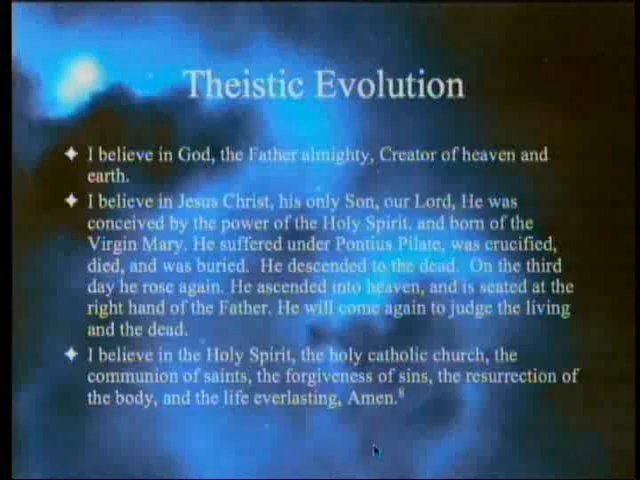 Theistic Evolution
I believe in God, the Father almighty, Creator of heaven and
earth.
I believe in Jesus Christ, his only Son, our Lord, He was
conceived by the power of the Holy Spirit. and born of the
Virgin Mary. He suffered under Pontius Pilate, was crucified,
died, and was buried. He descended to the dead. On the third
day he rose again. He ascended into heaven, and is seated at the
right hand of the Father. He will come again to judge the living
and the dead.
I believe in the Holy Spirit, the holy catholic church, the
communion of saints, the forgiveness of sins, the resurrection of
the body, and the life everlasting, Amen.